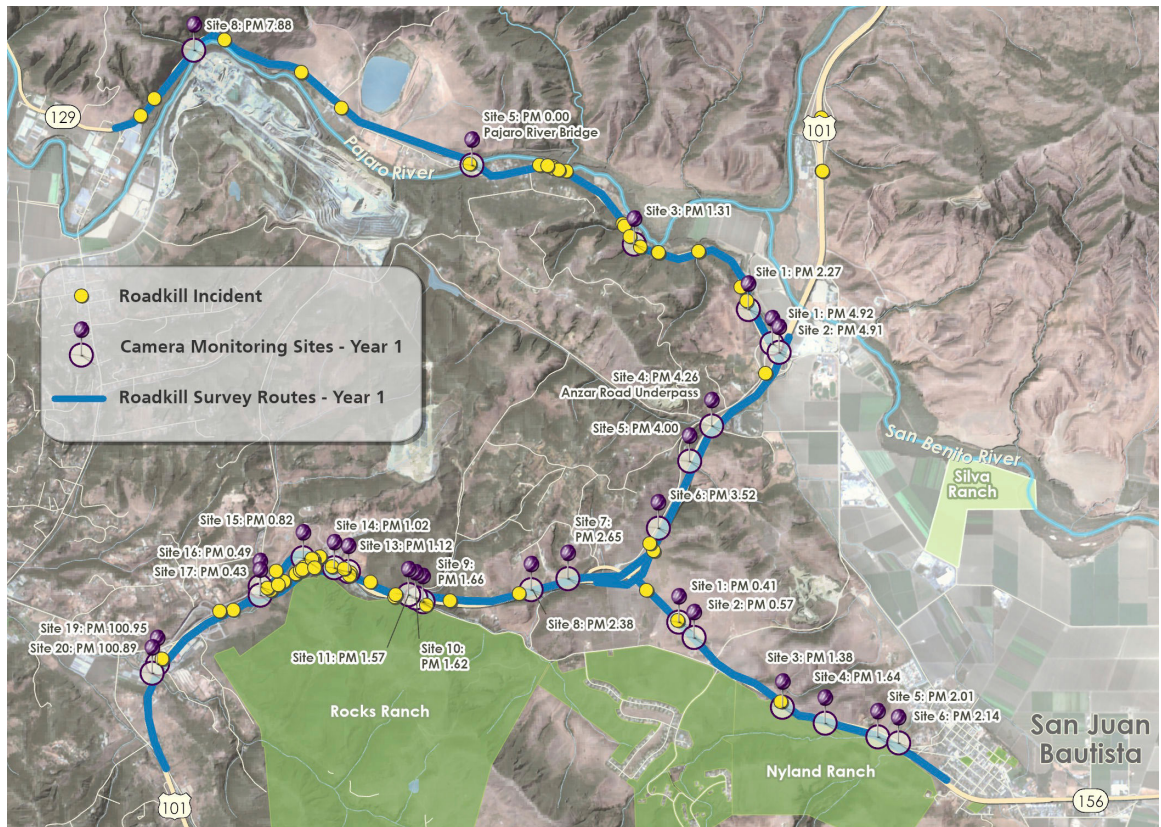 Site 8: PM 7.88
129
101
Site 5: PM 0.00
Pajaro River Bridge
Pajaro River
Site 3: PM 1.31
Site 1: PM 2.27
Roadkill Incident
Camera Monitoring Sites - Year 1
Roadkill Survey Routes - Year 1
Site 1: PM 4.92
Site 2: PM 4.91
Site 4: PM 4.26
Anzar Road Underpass
Site 5: PM 4.00
San Benito River
Silva
Ranch
Site 6: PM 3.52
Site 15: PM 0.82
Site 14: PM 1.02
Site 13: PM 1.12
Site 7:
PM 2.65
Site 16: PM 0.49
Site 17: PM 0.43
Site 9:
PM 1.66
Site 1: PM 0.41
Site 2: PM 0.57
Site 8: PM 2.38
Site 19: PM 100.95
Site 20: PM 100.89
Site 11: PM 1.57
Site 10:
PM 1.62
Site 3: PM 1.38
Site 4: PM 1.64
Site 5: PM 2.01
Site 6: PM 2.14
Rocks Ranch
Nyland Ranch
San Juan
Bautista
101
156